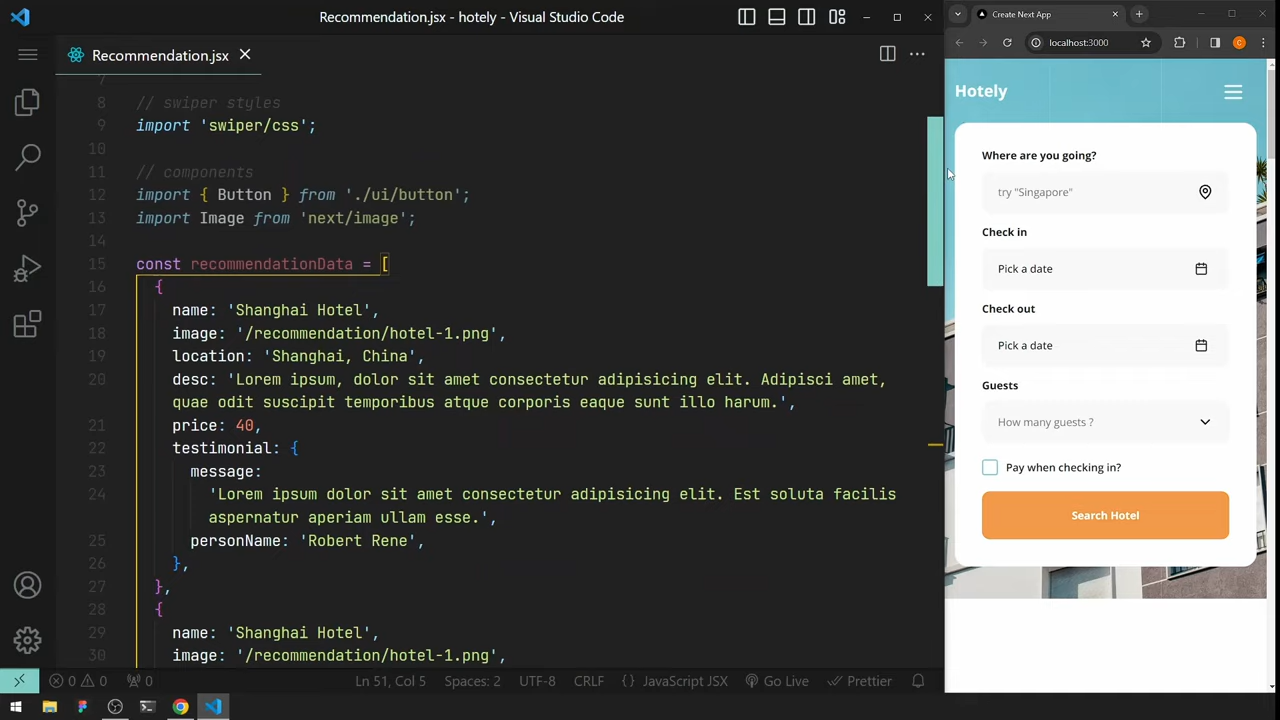 Recommendation.jsx - hotely - Visual Studio Code
Recommendation.jsx
7
8 // swiper styles
9 import 'swiper/css';
10
11 // components
12 import { Button } from './ui/button';
13 import Image from 'next/image';
14
15 const recommendationData = [
16 {
17 name: 'Shanghai Hotel',
18 image: '/recommendation/hotel-1.png',
19 location: 'Shanghai, China',
20 desc: 'Lorem ipsum, dolor sit amet consectetur adipisicing elit. Adipisci amet,
quae odit suscipit temporibus atque corporis eaque sunt illo harum.',
21 price: 40,
22 testimonial: {
23 message:
24 'Lorem ipsum dolor sit amet consectetur adipisicing elit. Est soluta facilis
aspernatur aperiam ullam esse.',
25 personName: 'Robert Rene',
26 },
27 },
28 {
29 name: 'Shanghai Hotel',
30 image: '/recommendation/hotel-1.png',
0 0 0
Ln 51, Col 5 Spaces: 2 UTF-8 CRLF {} JavaScript JSX Go Live Prettier
Create Next App
localhost:3000
C
Hotely
Where are you going?
try "Singapore"
Check in
Pick a date
Check out
Pick a date
Guests
How many guests ?
Pay when checking in?
Search Hotel